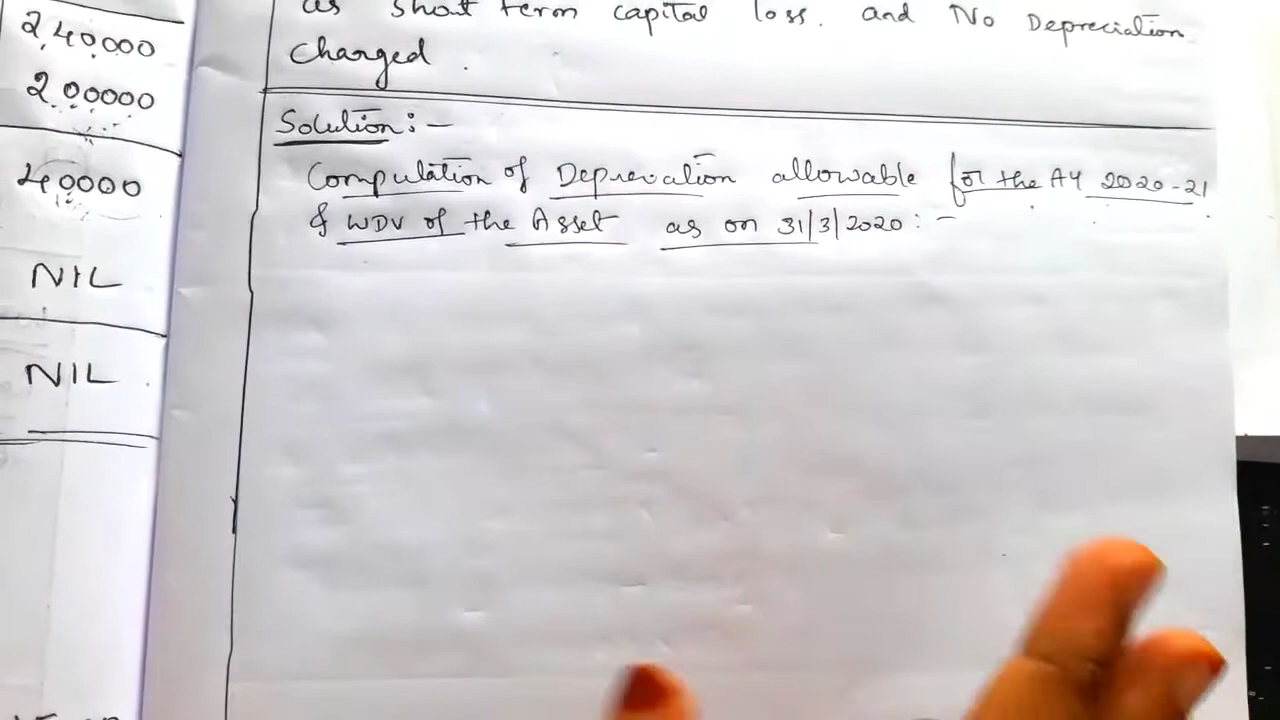 2,40,000
2,00000
40000
NIL
NIL
as short term capital loss. and No Depreciation
charged.
Solution:-
Computation of Depreciation allowable for the AY 2020-21
& WDV of the Asset as on 31/3/2020:-